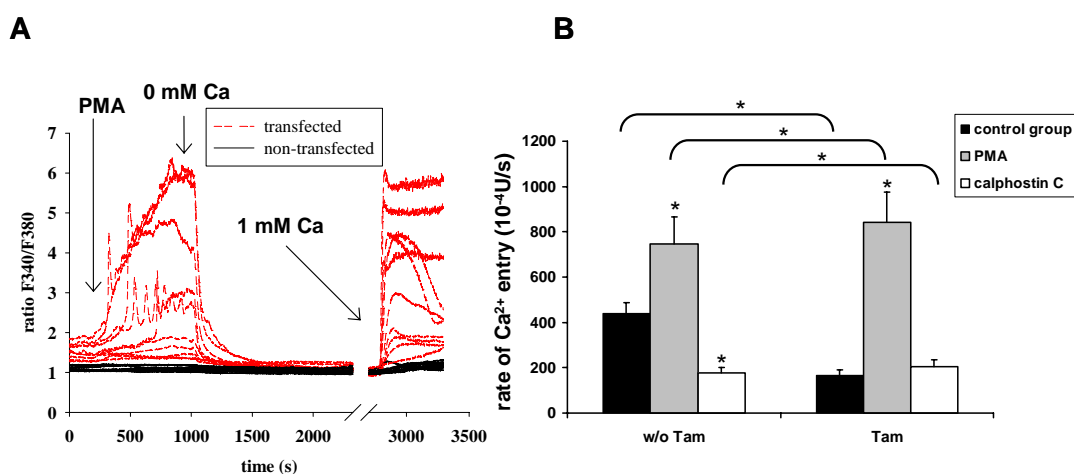 A
PMA
0 mM Ca
transfected
non-transfected
1 mM Ca
ratio F340/F380
7
6
5
4
3
2
1
0
0 500 1000 1500 2000 3000 3500
time (s)
B
* * *
control group
PMA
calphostin C
rate of Ca²⁺ entry (10⁻⁴U/s)
1200
1000
800
600
400
200
0
* * *
w/o Tam Tam